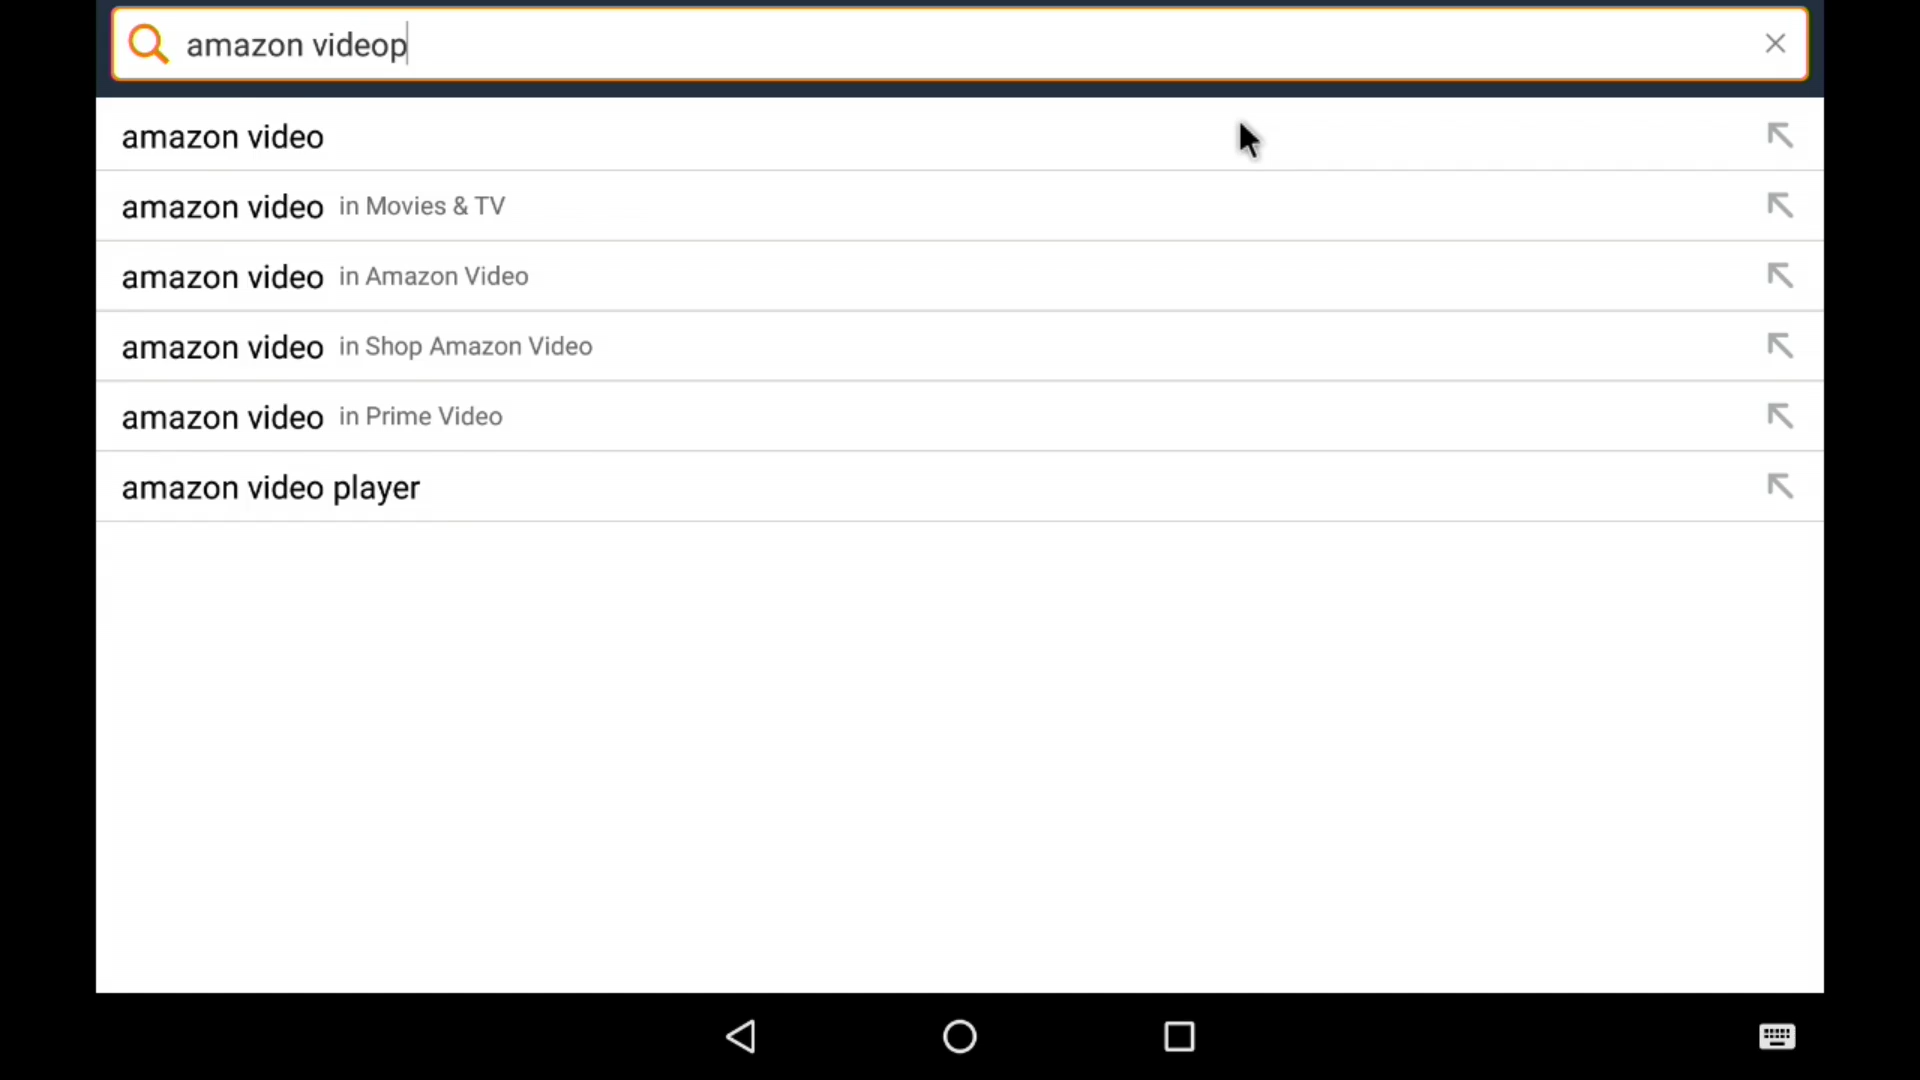 amazon videop
amazon video
amazon video in Movies & TV
amazon video in Amazon Video
amazon video in Shop Amazon Video
amazon video in Prime Video
amazon video player